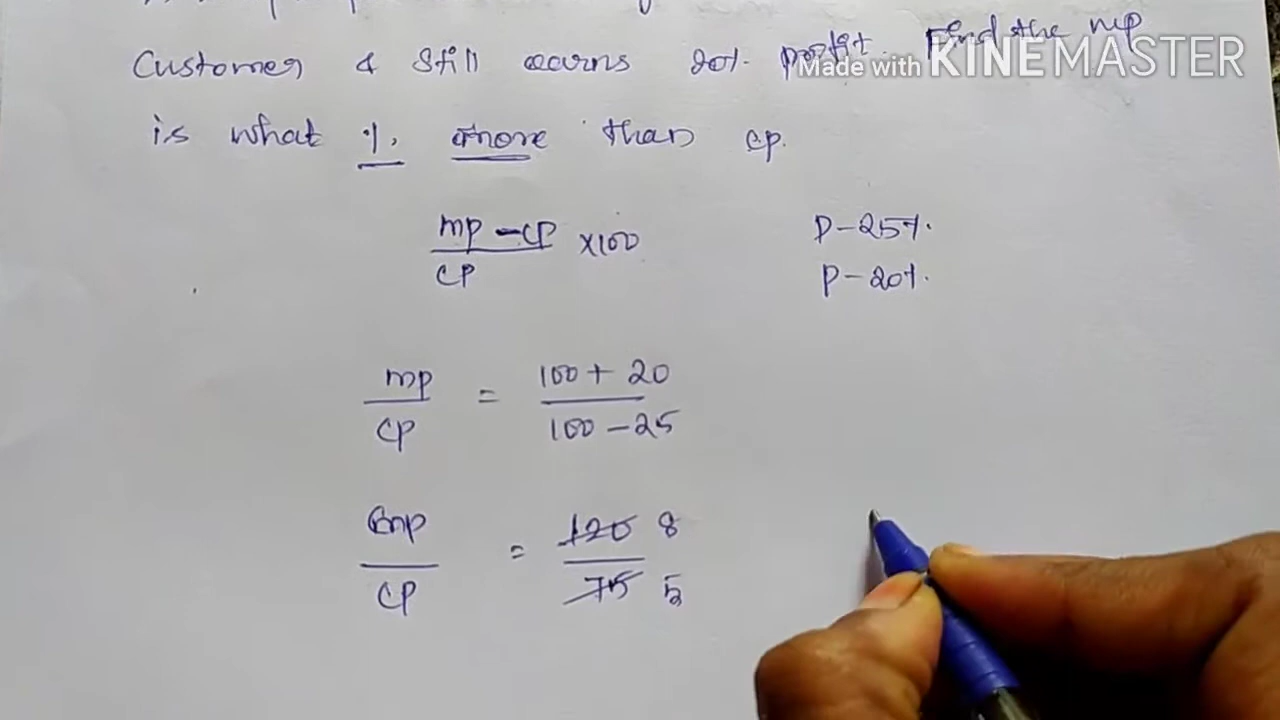 Customer & Still earns 20%. profit. Find the mp
Made with KINEMASTER
is what %. more than cp.
mp - cp
cp
×100
D - 25%.
P - 20%.
mp
cp
=
100 + 20
100 - 25
mp
cp
=
120 8
75 5